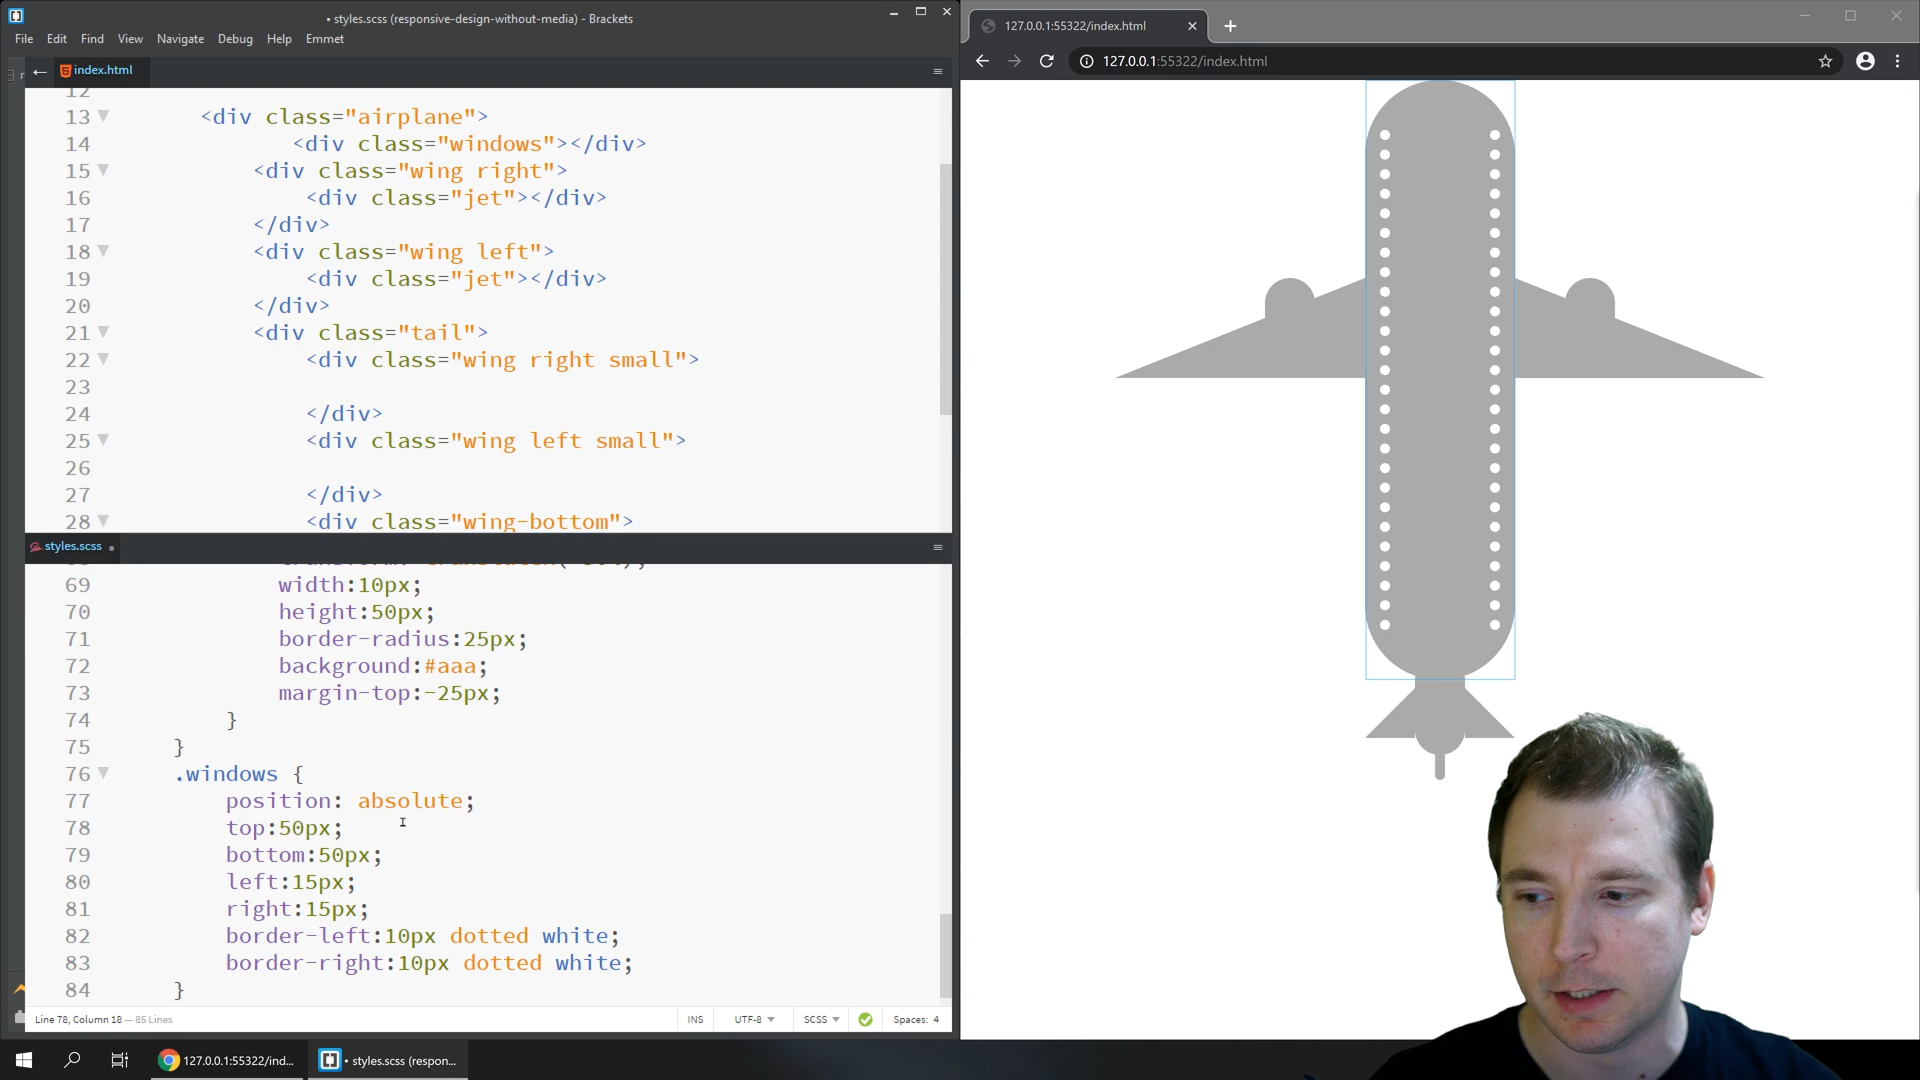 • styles.scss (responsive-design-without-media) - Brackets
File Edit Find View Navigate Debug Help Emmet
index.html
12
13 <div class="airplane">
14 <div class="windows"></div>
15 <div class="wing right">
16 <div class="jet"></div>
17 </div>
18 <div class="wing left">
19 <div class="jet"></div>
20 </div>
21 <div class="tail">
22 <div class="wing right small">
23
24 </div>
25 <div class="wing left small">
26
27 </div>
28 <div class="wing-bottom">
styles.scss
69 width:10px;
70 height:50px;
71 border-radius:25px;
72 background:#aaa;
73 margin-top:-25px;
74 }
75 }
76 .windows {
77 position: absolute;
78 top:50px;
79 bottom:50px;
80 left:15px;
81 right:15px;
82 border-left:10px dotted white;
83 border-right:10px dotted white;
84 }
Line 78, Column 18 — 85 Lines
INS UTF-8 SCSS Spaces: 4
127.0.0.1:55322/index.html
127.0.0.1:55322/index.html
127.0.0.1:55322/ind...
• styles.scss (respon...